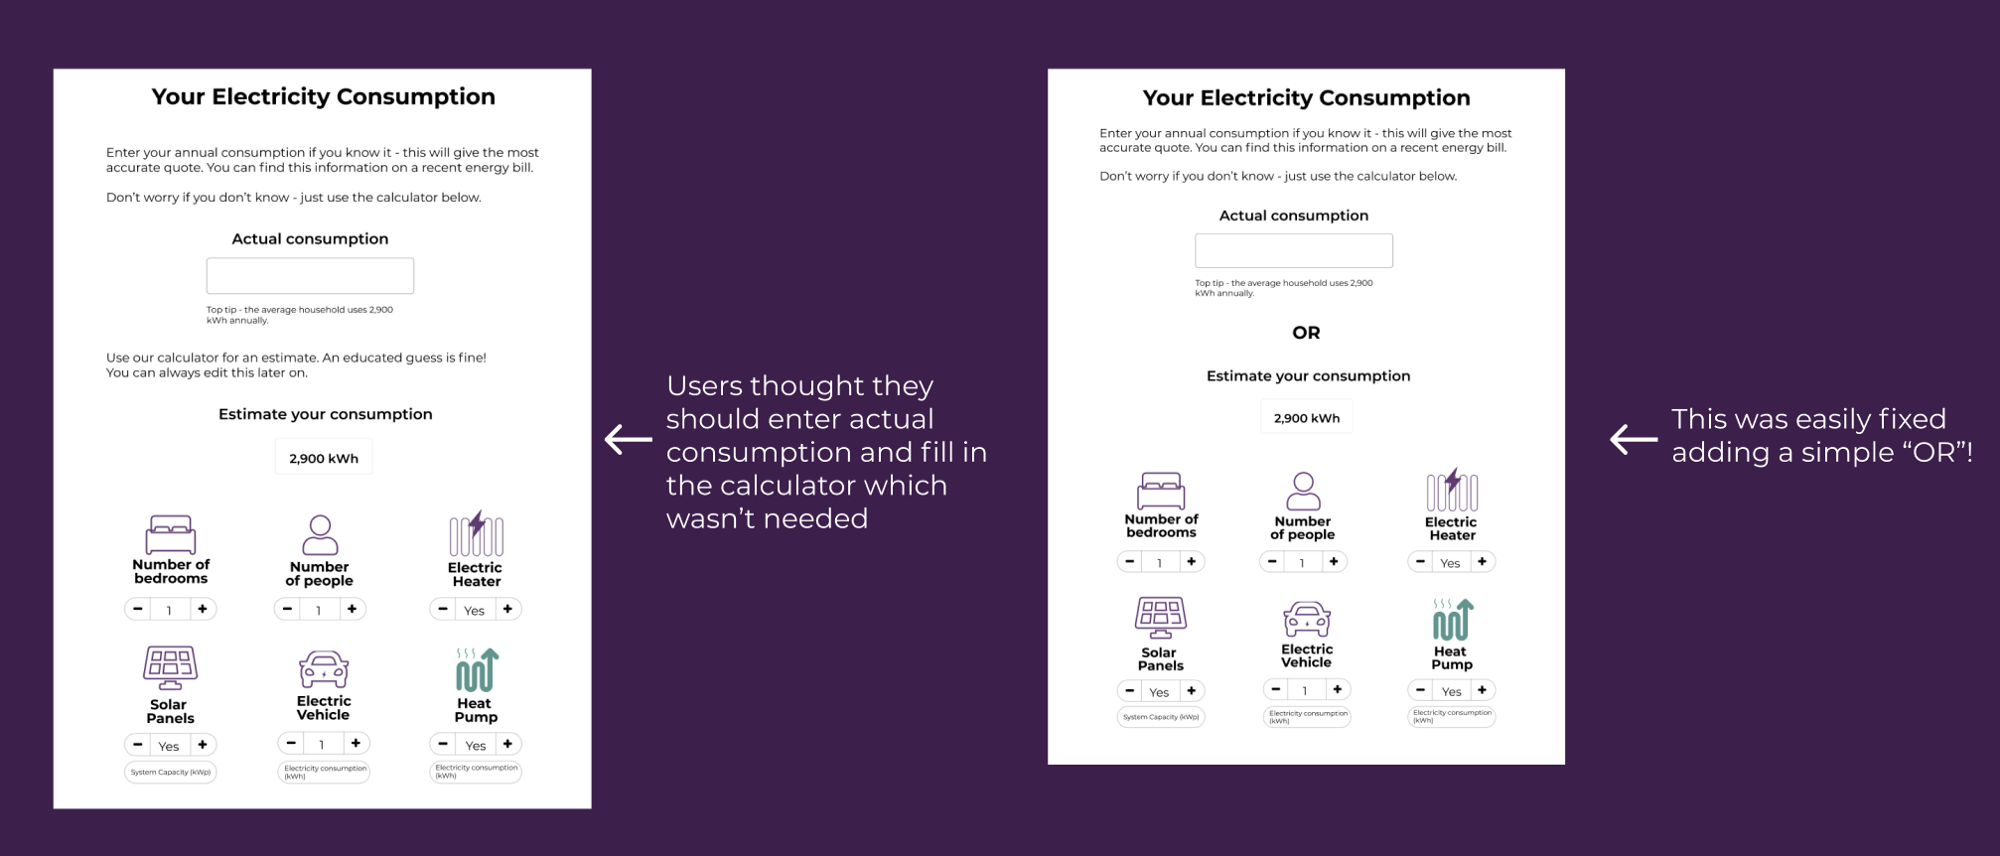 Your Electricity Consumption
Enter your annual consumption if you know it - this will give the most
accurate quote. You can find this information on a recent energy bill.
Don't worry if you don't know - just use the calculator below.
Actual consumption
Top tip - the average household uses 2,900
kWh annually.
Use our calculator for an estimate. An educated guess is fine!
You can always edit this later on.
Estimate your consumption
2,900 kWh
Number of
bedrooms
- 1 +
Number
of people
- 1 +
Electric
Heater
- Yes +
Solar
Panels
- Yes +
System Capacity (kWp)
Electric
Vehicle
- 1 +
Electricity consumption
(kWh)
Heat
Pump
- Yes +
Electricity consumption
(kWh)
Users thought they
should enter actual
consumption and fill in
the calculator which
wasn't needed
Your Electricity Consumption
Enter your annual consumption if you know it - this will give the most
accurate quote. You can find this information on a recent energy bill.
Don't worry if you don't know - just use the calculator below.
Actual consumption
Top tip - the average household uses 2,900
kWh annually.
OR
Estimate your consumption
2,900 kWh
Number of
bedrooms
- 1 +
Number
of people
- 1 +
Electric
Heater
- Yes +
Solar
Panels
- Yes +
System Capacity (kWp)
Electric
Vehicle
- 1 +
Electricity consumption
(kWh)
Heat
Pump
- Yes +
Electricity consumption
(kWh)
This was easily fixed
adding a simple “OR”!